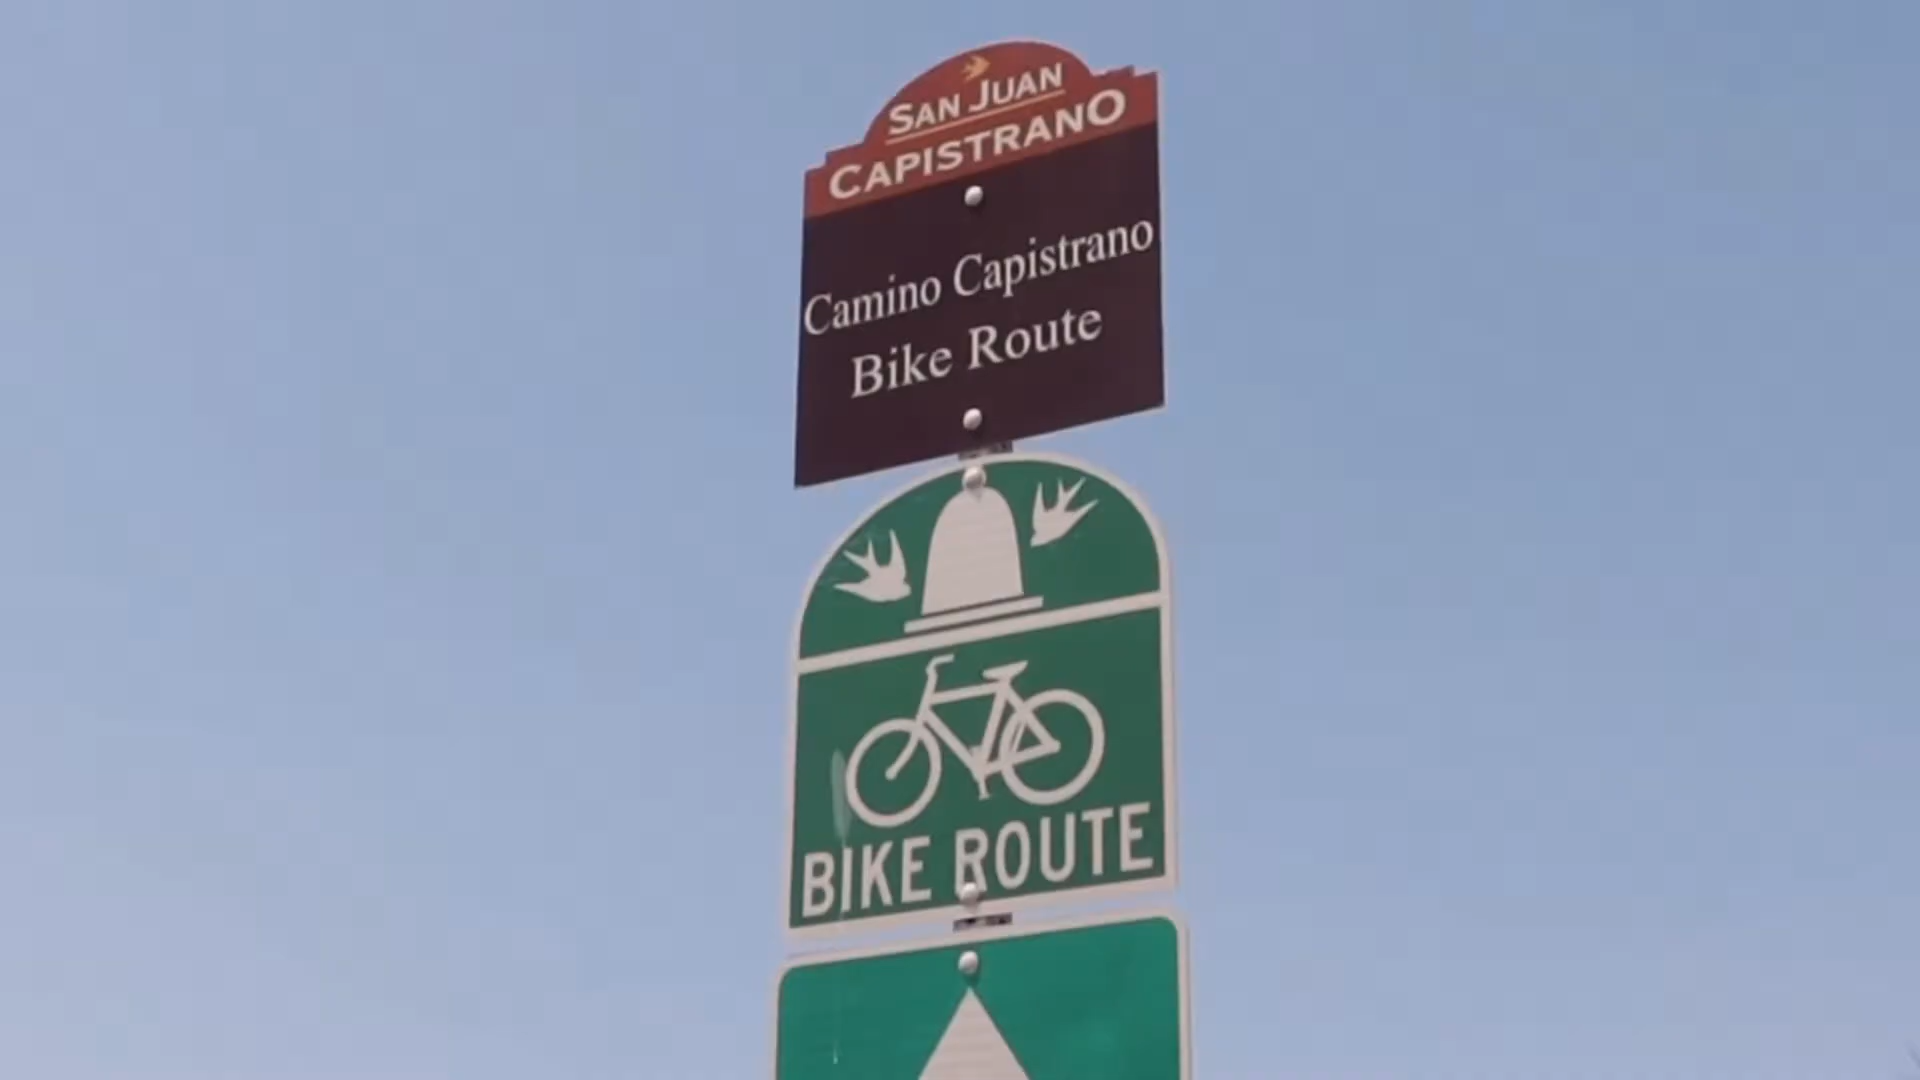 SAN JUAN
CAPISTRANO
Camino Capistrano
Bike Route
BIKE ROUTE